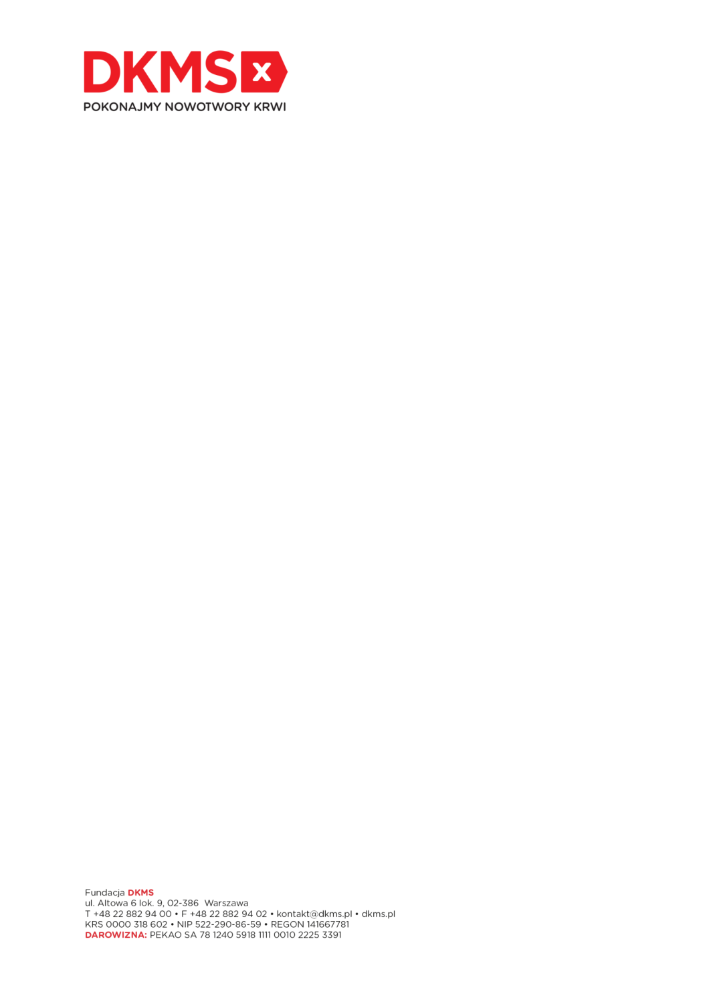 DKMS x
POKONAJMY NOWOTWORY KRWI
Fundacja DKMS
ul. Altowa 6 lok. 9, 02-386 Warszawa
T +48 22 882 94 00 • F +48 22 882 94 02 • kontakt@dkms.pl • dkms.pl
KRS 0000 318 602 • NIP 522-290-86-59 • REGON 141667781
DAROWIZNA: PEKAO SA 78 1240 5918 1111 0010 2225 3391